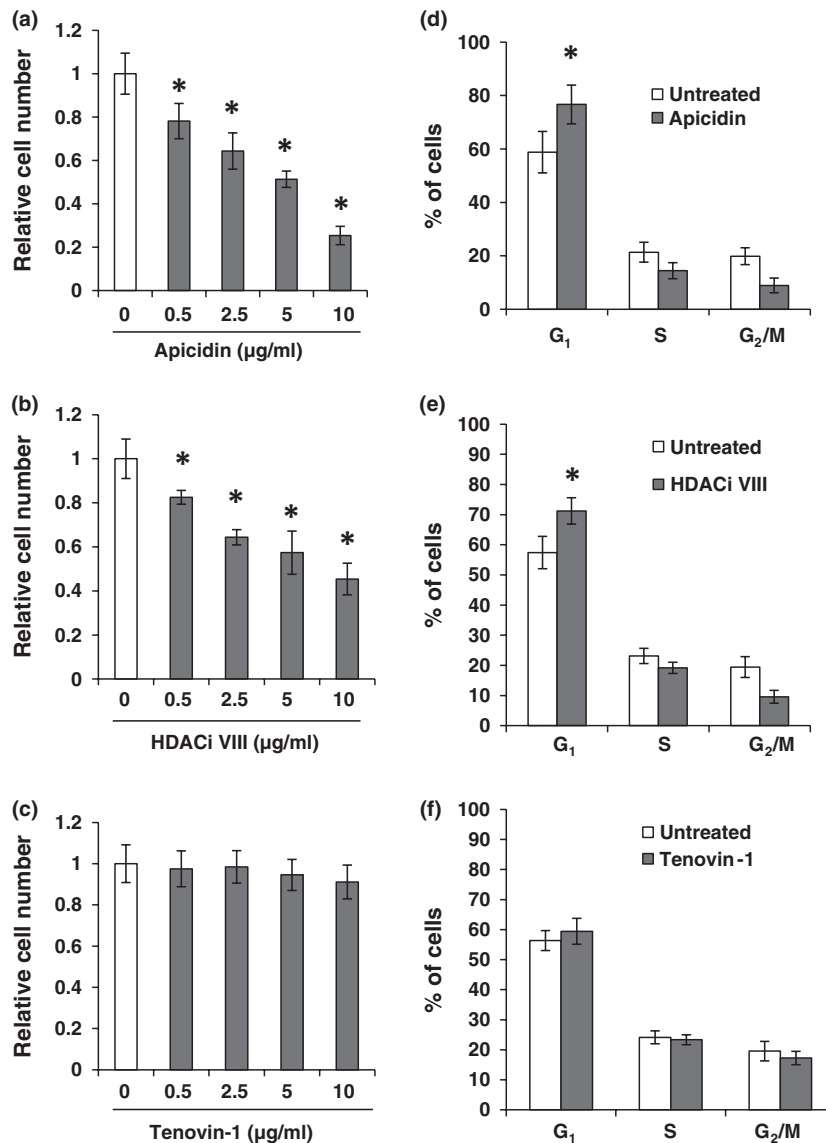 (a)
1.2
1
0.8
0.6
0.4
0.2
0
Relative cell number
* * * *
0 0.5 2.5 5 10
Apicidin (µg/ml)
(d)
100
80
60
40
20
0
% of cells
*
Untreated
Apicidin
G₁ S G₂/M
(b)
1.2
1
0.8
0.6
0.4
0.2
0
Relative cell number
* * * *
0 0.5 2.5 5 10
HDACi VIII (µg/ml)
(e)
100
90
80
70
60
50
40
30
20
10
0
% of cells
*
Untreated
HDACi VIII
G₁ S G₂/M
(c)
1.2
1
0.8
0.6
0.4
0.2
0
Relative cell number
0 0.5 2.5 5 10
Tenovin-1 (µg/ml)
(f)
100
90
80
70
60
50
40
30
20
10
0
% of cells
Untreated
Tenovin-1
G₁ S G₂/M